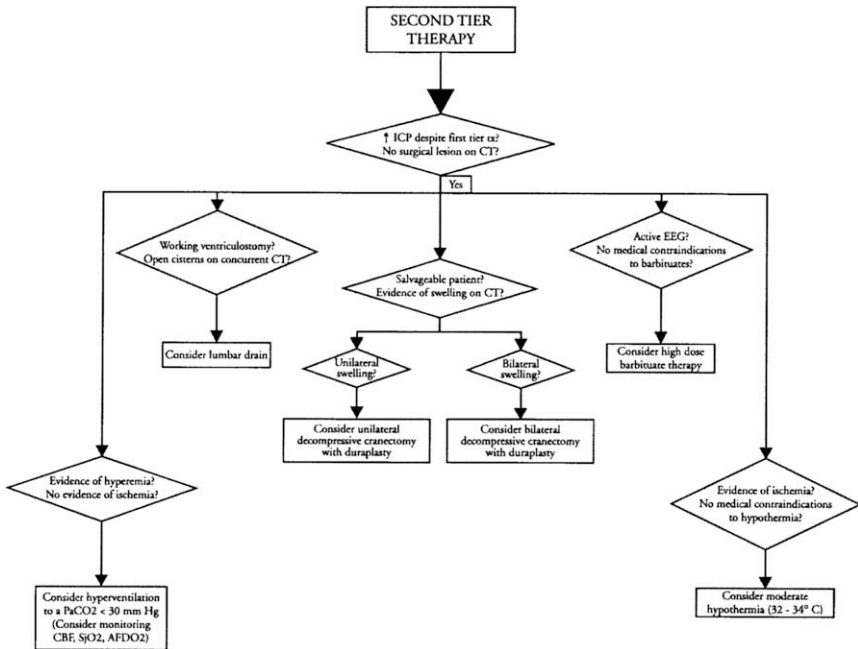 SECOND TIER
THERAPY
↑ ICP despite first tier tx?
No surgical lesion on CT?
Yes
Working ventriculostomy?
Open cisterns on concurrent CT?
Consider lumbar drain
Salvageable patient?
Evidence of swelling on CT?
Unilateral
swelling?
Bilateral
swelling?
Consider unilateral
decompressive cranectomy
with duraplasty
Consider bilateral
decompressive cranectomy
with duraplasty
Active EEG?
No medical contraindications
to barbituates?
Consider high dose
barbituate therapy
Evidence of hyperemia?
No evidence of ischemia?
Consider hyperventilation
to a PaCO2 < 30 mm Hg
(Consider monitoring
CBF, SjO2, AFDO2)
Evidence of ischemia?
No medical contraindications
to hypothermia?
Consider moderate
hypothermia (32 - 34° C)